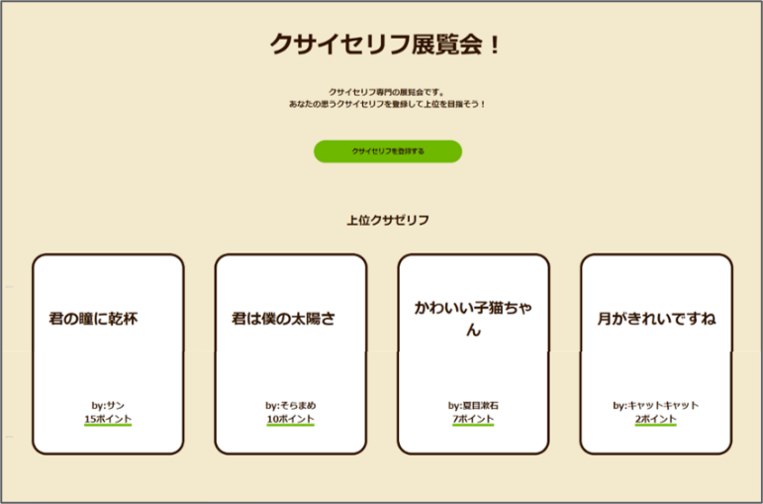 クサイセリフ展覧会！
クサイセリフ専門の展覧会です。
あなたの思うクサイセリフを登録して上位を目指そう！
クサイセリフを登録する
上位クサゼリフ
君の瞳に乾杯
by:サン
15ポイント
君は僕の太陽さ
by:そらまめ
10ポイント
かわいい子猫ちゃ
ん
by:夏目漱石
7ポイント
月がきれいですね
by:キャットキャット
2ポイント